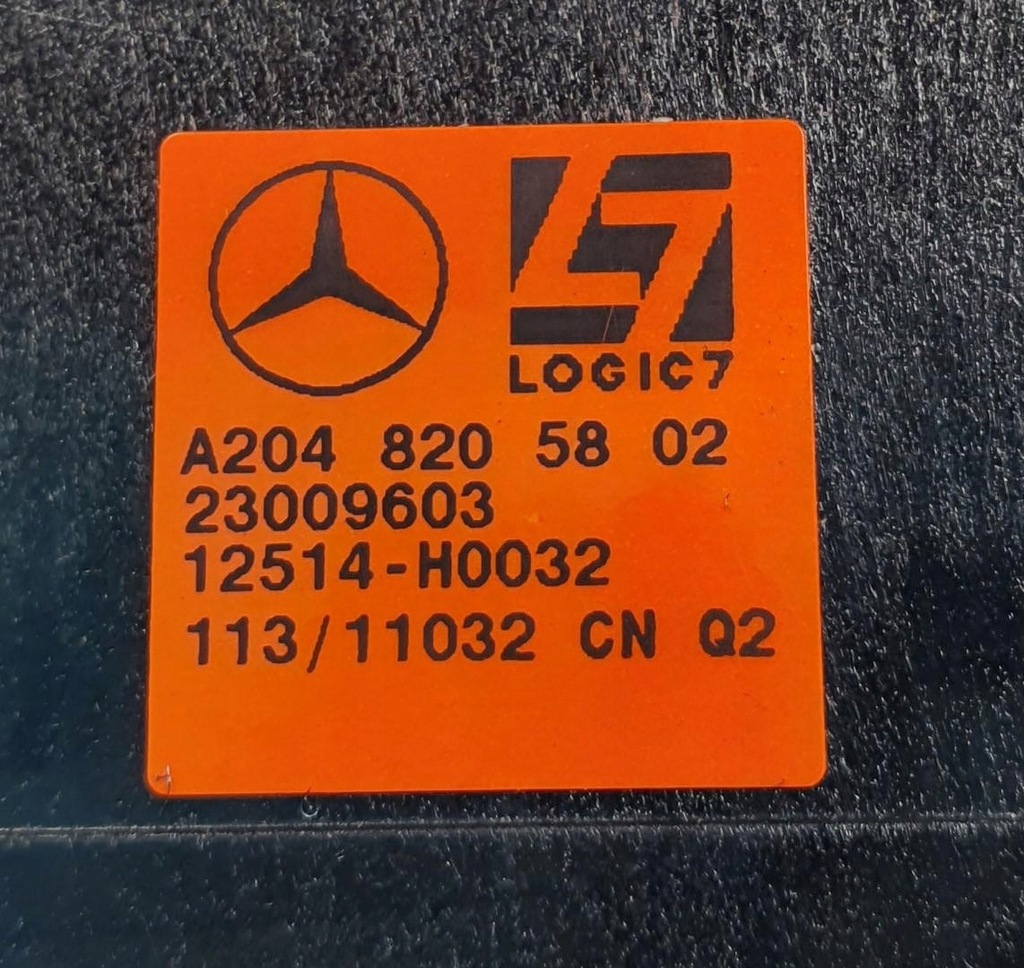 LOGIC7
A204 820 58 02
23009603
12514-H0032
113/11032 CN Q2